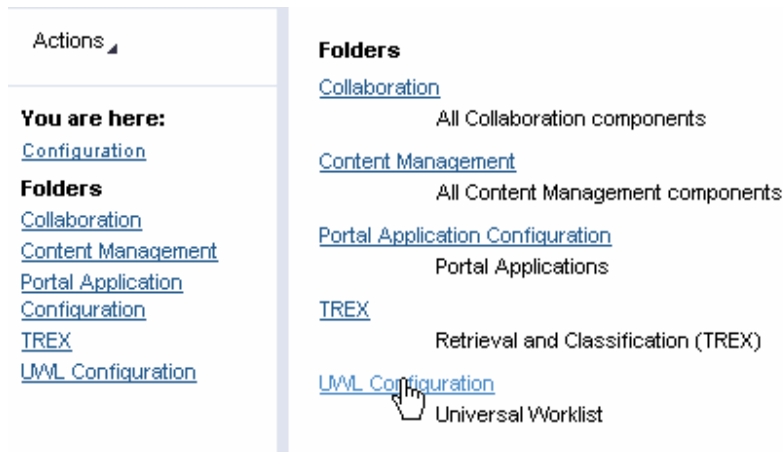 Actions
You are here:
Configuration
Folders
Collaboration
Content Management
Portal Application
Configuration
TREX
UWL Configuration
Folders
Collaboration
All Collaboration components
Content Management
All Content Management components
Portal Application Configuration
Portal Applications
TREX
Retrieval and Classification (TREX)
UWL Configuration
Universal Worklist